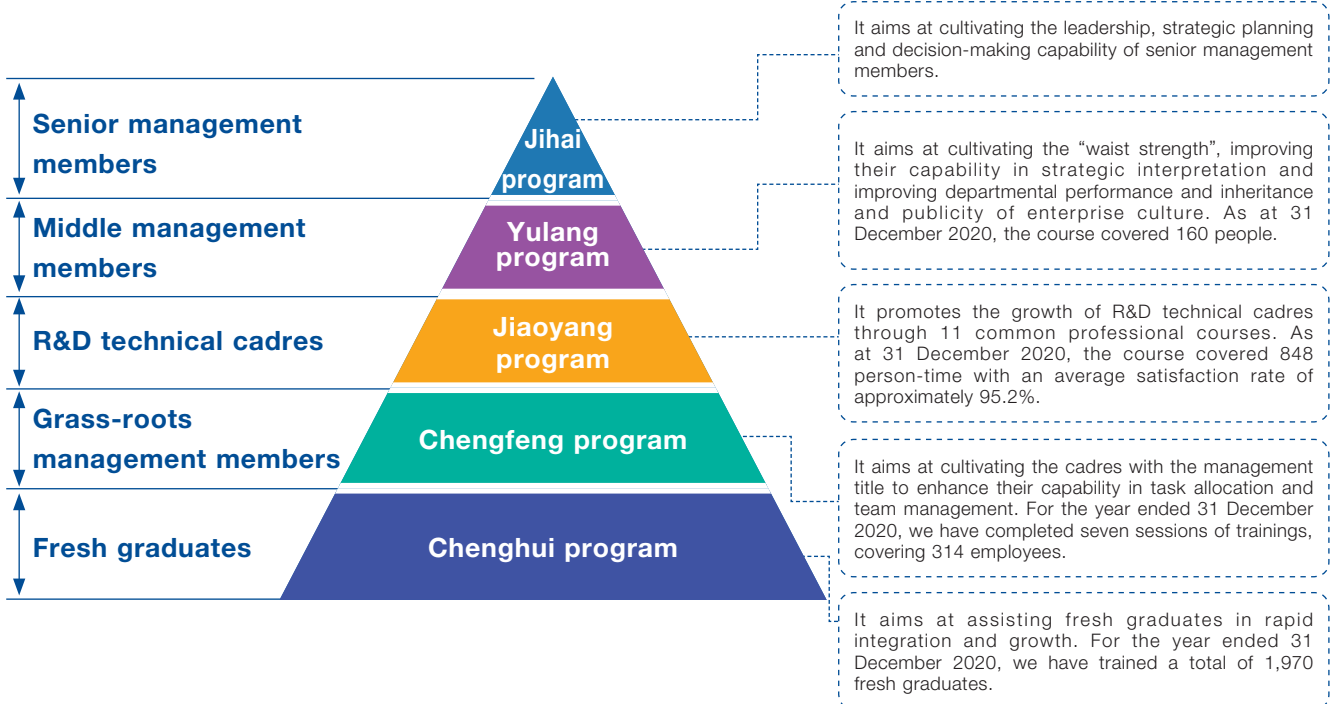 Senior management
members
Jihai
program
It aims at cultivating the leadership, strategic planning
and decision-making capability of senior management
members.
Middle management
members
Yulang
program
It aims at cultivating the “waist strength”, improving
their capability in strategic interpretation and
improving departmental performance and inheritance
and publicity of enterprise culture. As at 31
December 2020, the course covered 160 people.
R&D technical cadres
Jiaoyang
program
It promotes the growth of R&D technical cadres
through 11 common professional courses. As
at 31 December 2020, the course covered 848
person-time with an average satisfaction rate of
approximately 95.2%.
Grass-roots
management members
Chengfeng program
It aims at cultivating the cadres with the management
title to enhance their capability in task allocation and
team management. For the year ended 31 December
2020, we have completed seven sessions of trainings,
covering 314 employees.
Fresh graduates
Chenghui program
It aims at assisting fresh graduates in rapid
integration and growth. For the year ended 31
December 2020, we have trained a total of 1,970
fresh graduates.